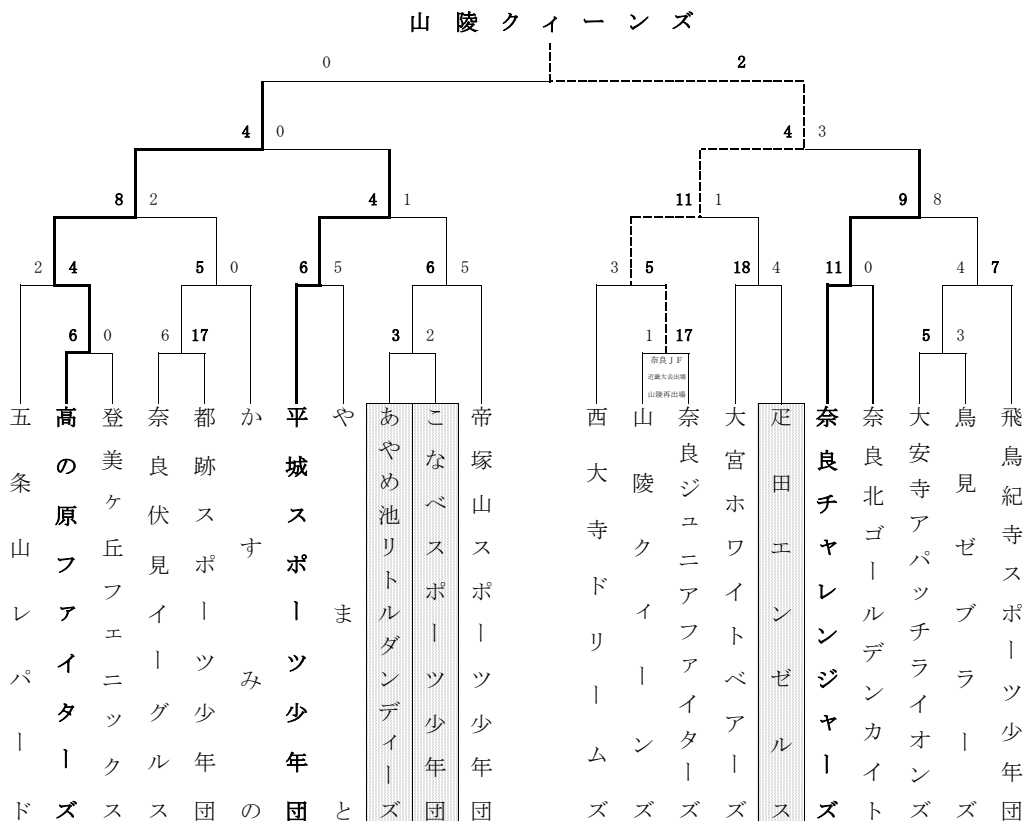 山陵クィーンズ
0 2
4 0 4 3
8 2 4 1 11 1 9 8
2 4 5 0 6 5 6 5 3 5 18 4 11 0 4 7
6 0 6 17 3 2 1 17 5 3
奈良ＪＦ
近畿大会出場
山陵再出場
五条山レパード
高の原ファイターズ
登美ヶ丘フェニックス
奈良伏見イーグルス
都跡スポーツ少年団
かすみの
平城スポーツ少年団
やまと
あやめ池リトルダンディーズ
こなべスポーツ少年団
帝塚山スポーツ少年団
西大寺ドリームズ
山陵クィーンズ
奈良ジュニアファイターズ
大宮ホワイトベアーズ
疋田エンゼルス
奈良チャレンジャーズ
奈良北ゴールデンカイト
大安寺アパッチライオンズ
鳥見ゼブラーズ
飛鳥紀寺スポーツ少年団